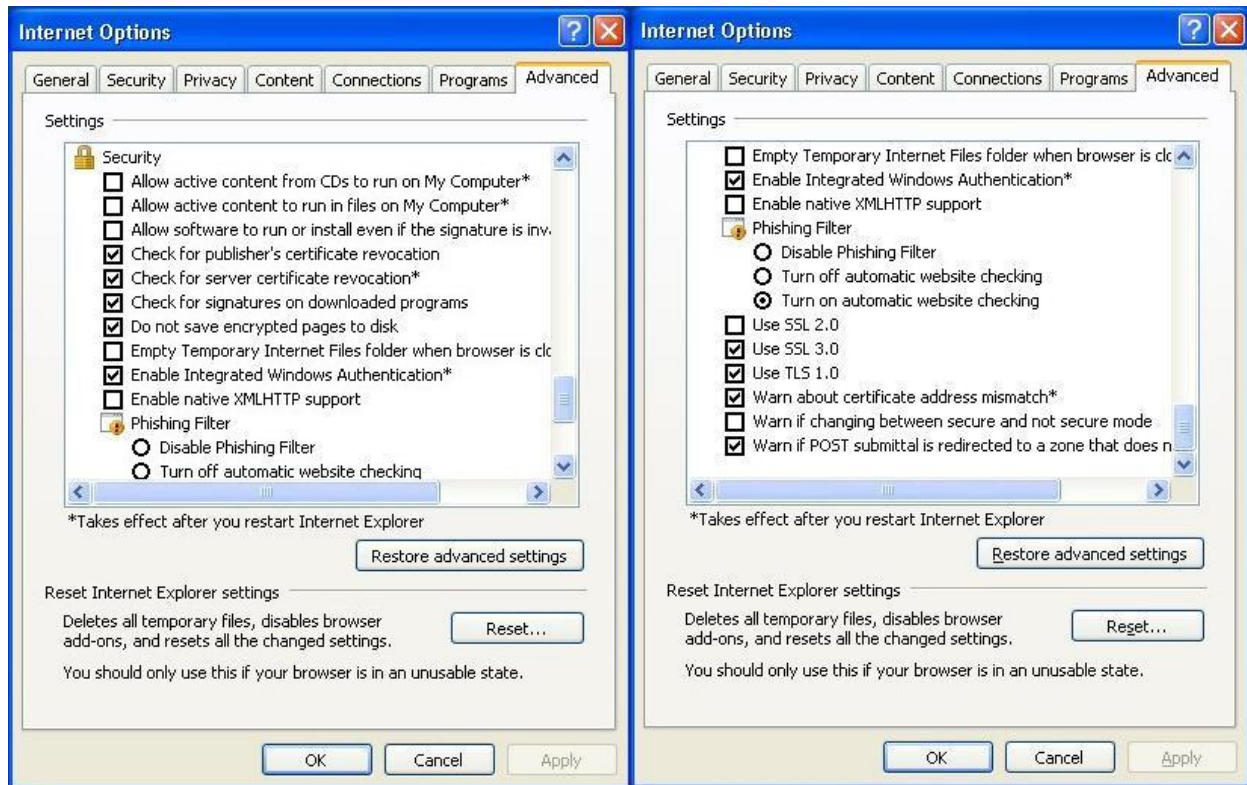 Internet Options
General Security Privacy Content Connections Programs Advanced
Settings
Security
Allow active content from CDs to run on My Computer*
Allow active content to run in files on My Computer*
Allow software to run or install even if the signature is inv
Check for publisher's certificate revocation
Check for server certificate revocation*
Check for signatures on downloaded programs
Do not save encrypted pages to disk
Empty Temporary Internet Files folder when browser is clo
Enable Integrated Windows Authentication*
Enable native XMLHTTP support
Phishing Filter
Disable Phishing Filter
Turn off automatic website checking
*Takes effect after you restart Internet Explorer
Restore advanced settings
Reset Internet Explorer settings
Deletes all temporary files, disables browser
add-ons, and resets all the changed settings.
Reset...
You should only use this if your browser is in an unusable state.
OK Cancel Apply
Internet Options
General Security Privacy Content Connections Programs Advanced
Settings
Empty Temporary Internet Files folder when browser is clo
Enable Integrated Windows Authentication*
Enable native XMLHTTP support
Phishing Filter
Disable Phishing Filter
Turn off automatic website checking
Turn on automatic website checking
Use SSL 2.0
Use SSL 3.0
Use TLS 1.0
Warn about certificate address mismatch*
Warn if changing between secure and not secure mode
Warn if POST submittal is redirected to a zone that does n
*Takes effect after you restart Internet Explorer
Restore advanced settings
Reset Internet Explorer settings
Deletes all temporary files, disables browser
add-ons, and resets all the changed settings.
Reset...
You should only use this if your browser is in an unusable state.
OK Cancel Apply